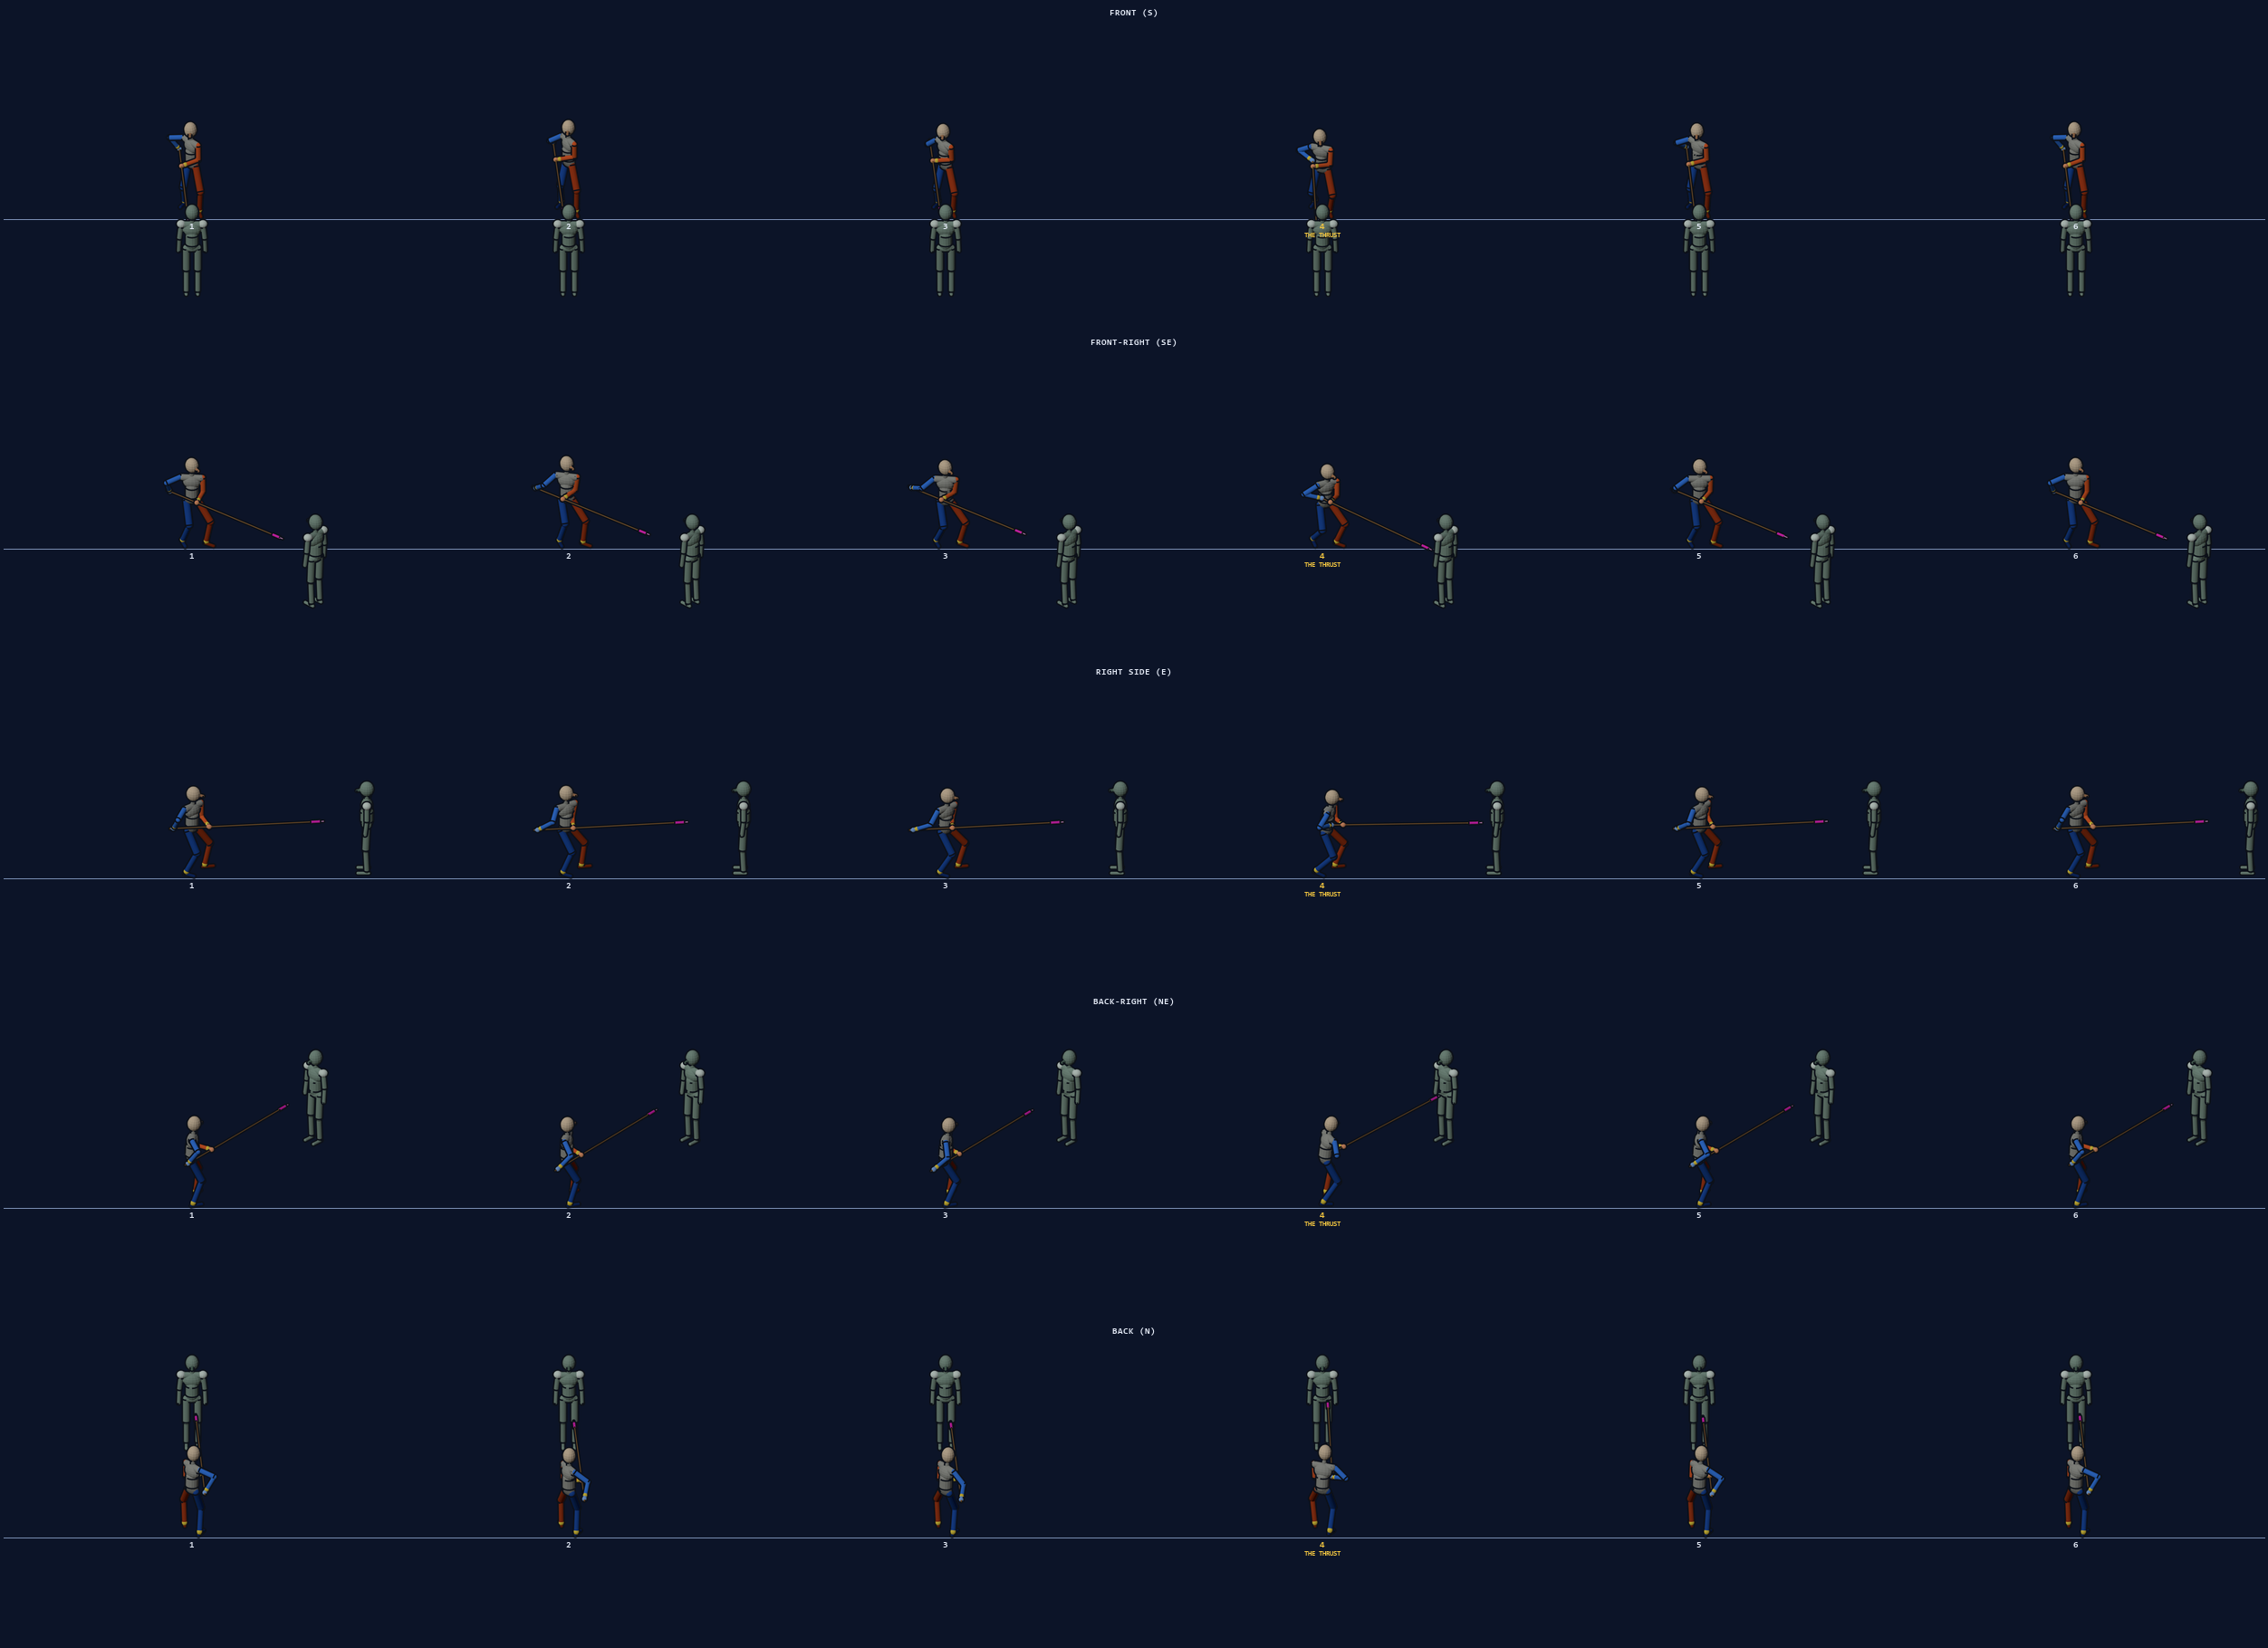 FRONT (S)
1 2 3 4 5 6
THE THRUST
FRONT-RIGHT (SE)
1 2 3 4 5 6
THE THRUST
RIGHT SIDE (E)
1 2 3 4 5 6
THE THRUST
BACK-RIGHT (NE)
1 2 3 4 5 6
THE THRUST
BACK (N)
1 2 3 4 5 6
THE THRUST